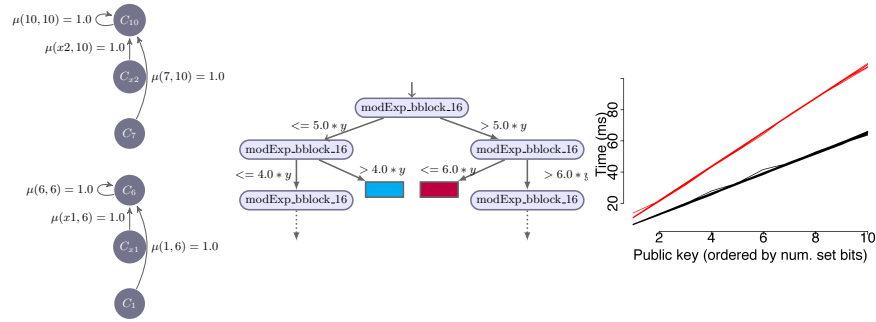 C10
μ(10, 10) = 1.0
μ(x2, 10) = 1.0
Cx2
μ(7, 10) = 1.0
C7
C6
μ(6, 6) = 1.0
μ(x1, 6) = 1.0
Cx1
μ(1, 6) = 1.0
C1
modExp_bblock_16
<= 5.0 * y
> 5.0 * y
modExp_bblock_16
modExp_bblock_16
<= 4.0 * y
> 4.0 * y
<= 6.0 * y
> 6.0 * y
modExp_bblock_16
modExp_bblock_16
Time (ms)
80
60
40
20
2 4 6 8 10
Public key (ordered by num. set bits)